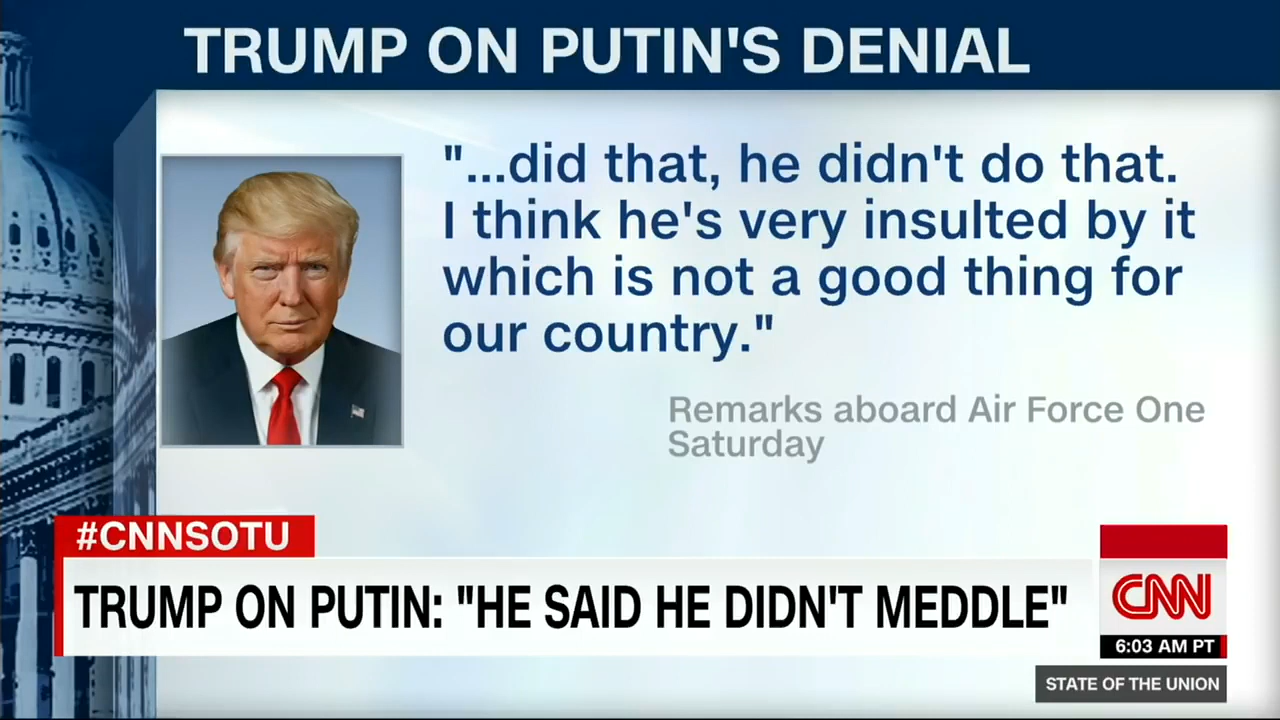 TRUMP ON PUTIN'S DENIAL
"...did that, he didn't do that.
I think he's very insulted by it
which is not a good thing for
our country."
Remarks aboard Air Force One
Saturday
#CNNSOTU
TRUMP ON PUTIN: "HE SAID HE DIDN'T MEDDLE"
CNN
6:03 AM PT
STATE OF THE UNION